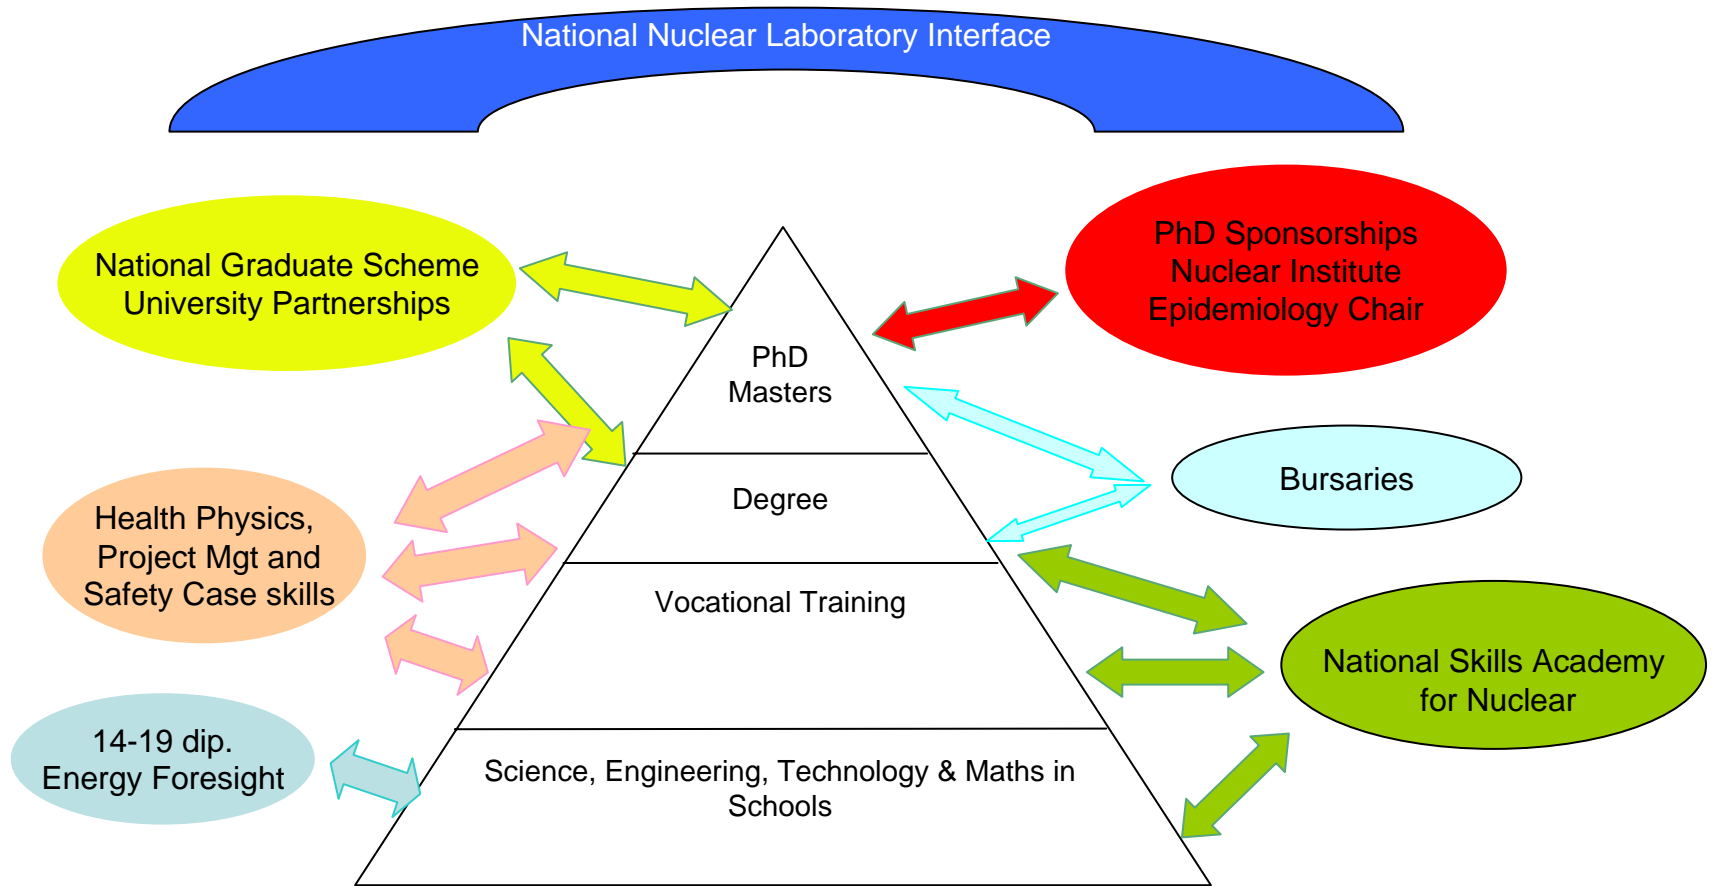 National Nuclear Laboratory Interface
National Graduate Scheme
University Partnerships
PhD Sponsorships
Nuclear Institute
Epidemiology Chair
PhD
Masters
Bursaries
Degree
Health Physics,
Project Mgt and
Safety Case skills
Vocational Training
National Skills Academy
for Nuclear
14-19 dip.
Energy Foresight
Science, Engineering, Technology & Maths in
Schools